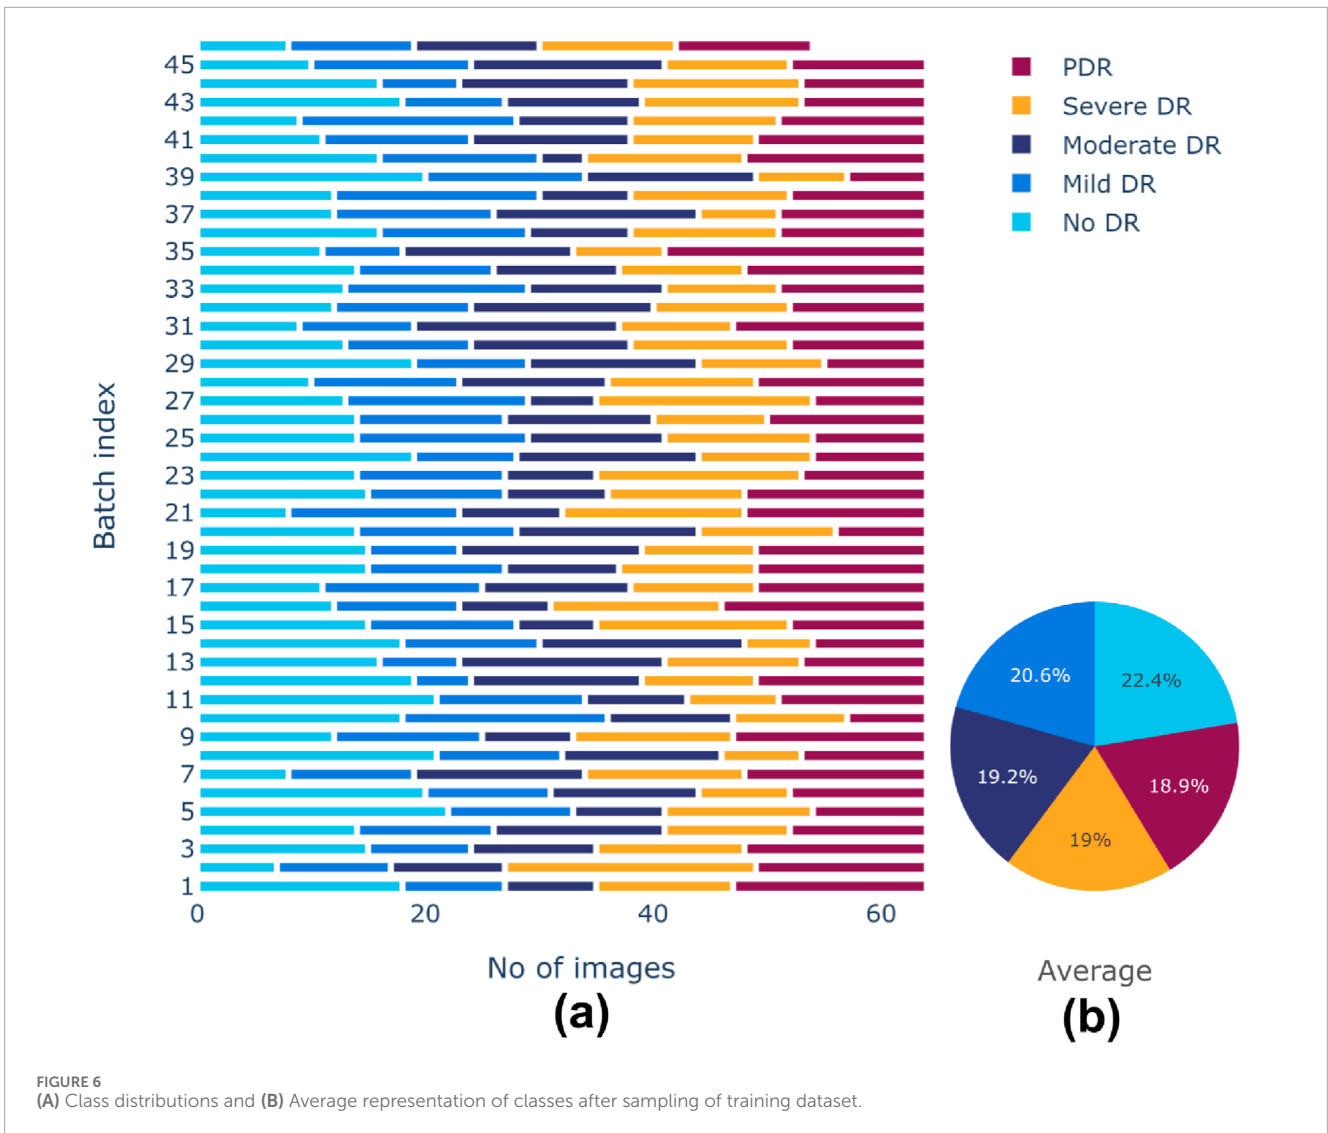 45
43
41
39
37
35
33
31
29
27
25
23
21
19
17
15
13
11
9
7
5
3
1
Batch index
0 20 40 60
No of images
(a)
PDR
Severe DR
Moderate DR
Mild DR
No DR
20.6%
22.4%
19.2%
18.9%
19%
Average
(b)
FIGURE 6
(A) Class distributions and (B) Average representation of classes after sampling of training dataset.